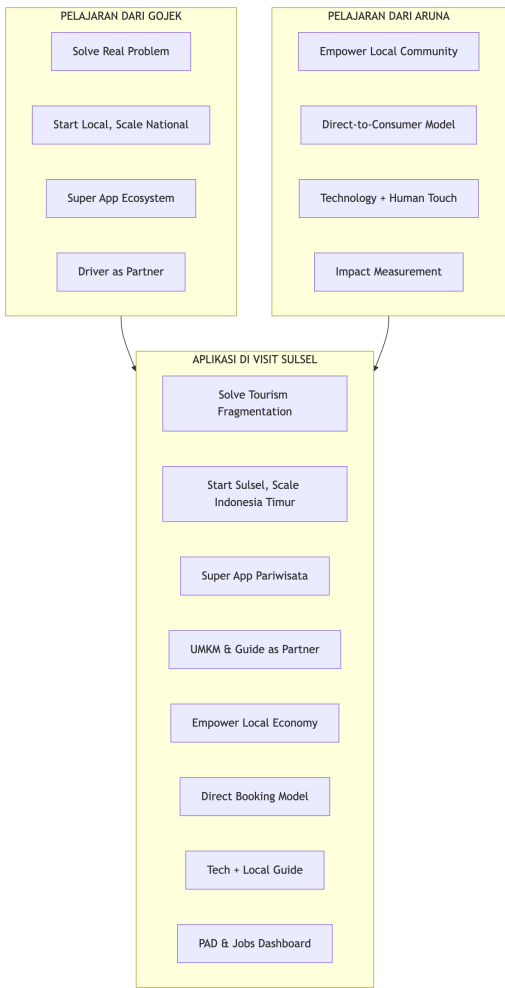 PELAJARAN DARI GOJEK
Solve Real Problem
Start Local, Scale National
Super App Ecosystem
Driver as Partner
PELAJARAN DARI ARUNA
Empower Local Community
Direct-to-Consumer Model
Technology + Human Touch
Impact Measurement
APLIKASI DI VISIT SULSEL
Solve Tourism
Fragmentation
Start Sulsel, Scale
Indonesia Timur
Super App Pariwisata
UMKM & Guide as Partner
Empower Local Economy
Direct Booking Model
Tech + Local Guide
PAD & Jobs Dashboard